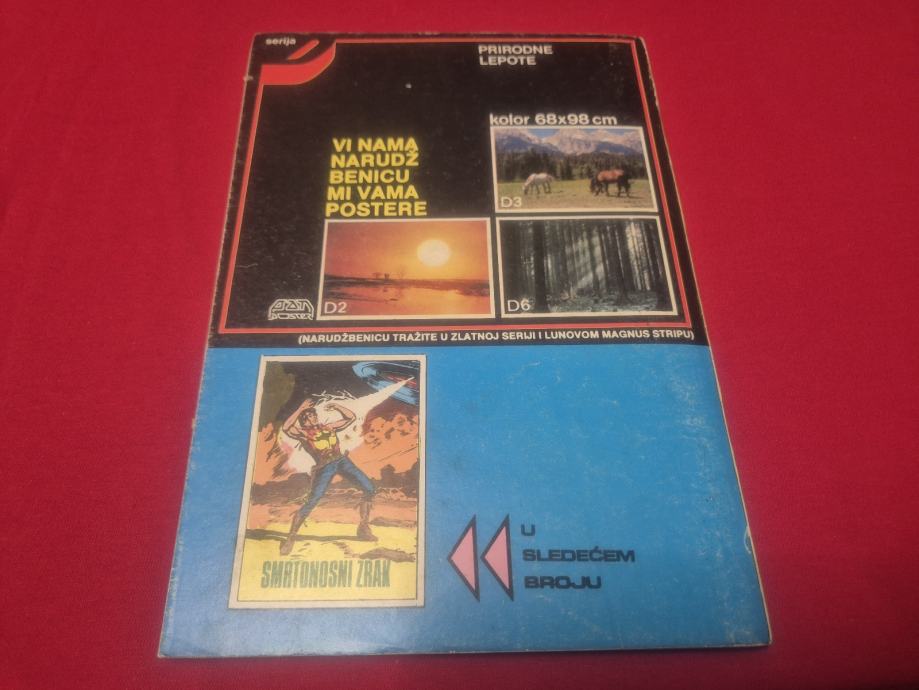 serija
PRIRODNE
LEPOTE
kolor 68x98 cm
VI NAMA
NARUDŽ
BENICU
MI VAMA
POSTERE
D3
D2
D6
POSTER
(NARUDŽBENICU TRAŽITE U ZLATNOJ SERIJI I LUNOVOM MAGNUS STRIPU)
SMRTONOSNI ZRAK
U
SLEDEĆEM
BROJU